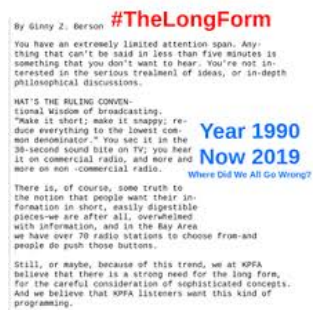 #TheLongForm
By Ginny Z. Berson
You have an extremely limited attention span. Any-
thing that can't be said in less than five minutes is
something that you don't want to hear. You're not in-
terested in the serious trealment of ideas, or in-depth
philosophical discussions.
HAT'S THE RULING CONVEN-
tional Wisdom of broadcasting.
"Make it short; make it snappy; re-
duce everything to the lowest com-
mon denominator." You sec it in the
30-second sound bite on TV; you hear
it on commercial radio, and more and
more on non -commercial radio.
Year 1990
Now 2019
Where Did We All Go Wrong?
There is, of course, some truth to
the notion that people want their in-
formation in short, easily digestible
pieces-we are after all, overwhelmed
with information, and in the Bay Area
we have over 70 radio stations to choose from-and
people do push those buttons.
Still, or maybe, because of this trend, we at KPFA
believe that there is a strong need for the long form,
for the careful consideration of sophisticated concepts.
And we believe that KPFA listeners want this kind of
programming.